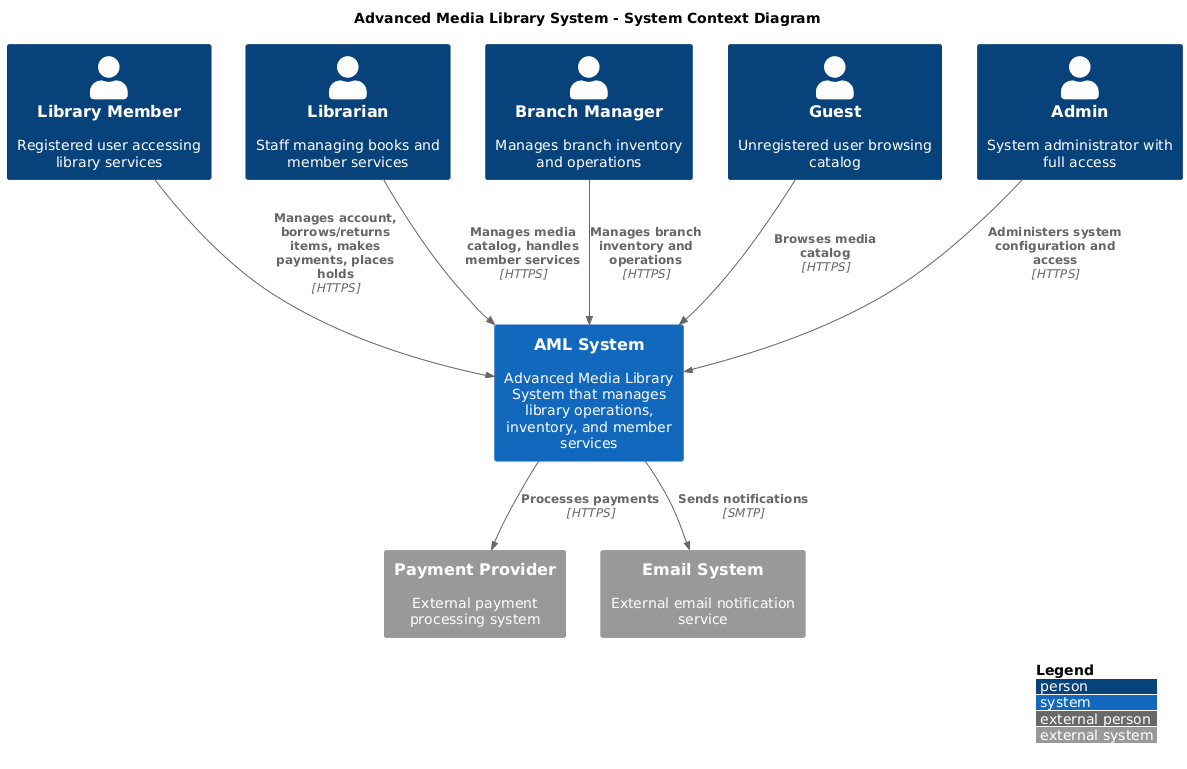 Advanced Media Library System - System Context Diagram
Library Member
Registered user accessing
library services
Librarian
Staff managing books and
member services
Branch Manager
Manages branch inventory
and operations
Guest
Unregistered user browsing
catalog
Admin
System administrator with
full access
Manages account,
borrows/returns
items, makes
payments, places
holds
[HTTPS]
Manages media
catalog, handles
member services
[HTTPS]
Manages branch
inventory and
operations
[HTTPS]
Browses media
catalog
[HTTPS]
Administers system
configuration and
access
[HTTPS]
AML System
Advanced Media Library
System that manages
library operations,
inventory, and member
services
Processes payments
[HTTPS]
Sends notifications
[SMTP]
Payment Provider
External payment
processing system
Email System
External email notification
service
Legend
person
system
external person
external system